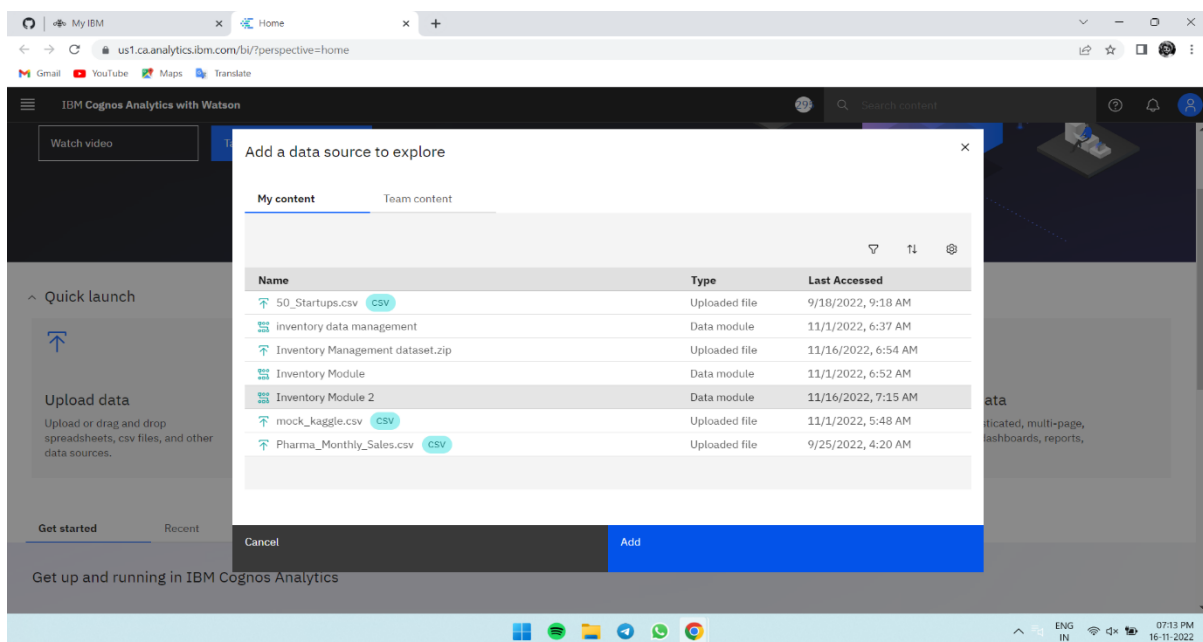 My IBM
Home
us1.ca.analytics.ibm.com/bi/?perspective=home
Gmail YouTube Maps Translate
IBM Cognos Analytics with Watson
Search content
Watch video
Add a data source to explore
My content Team content
Name Type Last Accessed
50_Startups.csv CSV Uploaded file 9/18/2022, 9:18 AM
inventory data management Data module 11/1/2022, 6:37 AM
Inventory Management dataset.zip Uploaded file 11/16/2022, 6:54 AM
Inventory Module Data module 11/1/2022, 6:52 AM
Inventory Module 2 Data module 11/16/2022, 7:15 AM
mock_kaggle.csv CSV Uploaded file 11/1/2022, 5:48 AM
Pharma_Monthly_Sales.csv CSV Uploaded file 9/25/2022, 4:20 AM
Cancel Add
Quick launch
Upload data
Upload or drag and drop
spreadsheets, csv files, and other
data sources.
ata
sticated, multi-page,
dashboards, reports,
Get started Recent
Get up and running in IBM Cognos Analytics
ENG
IN
07:13 PM
16-11-2022